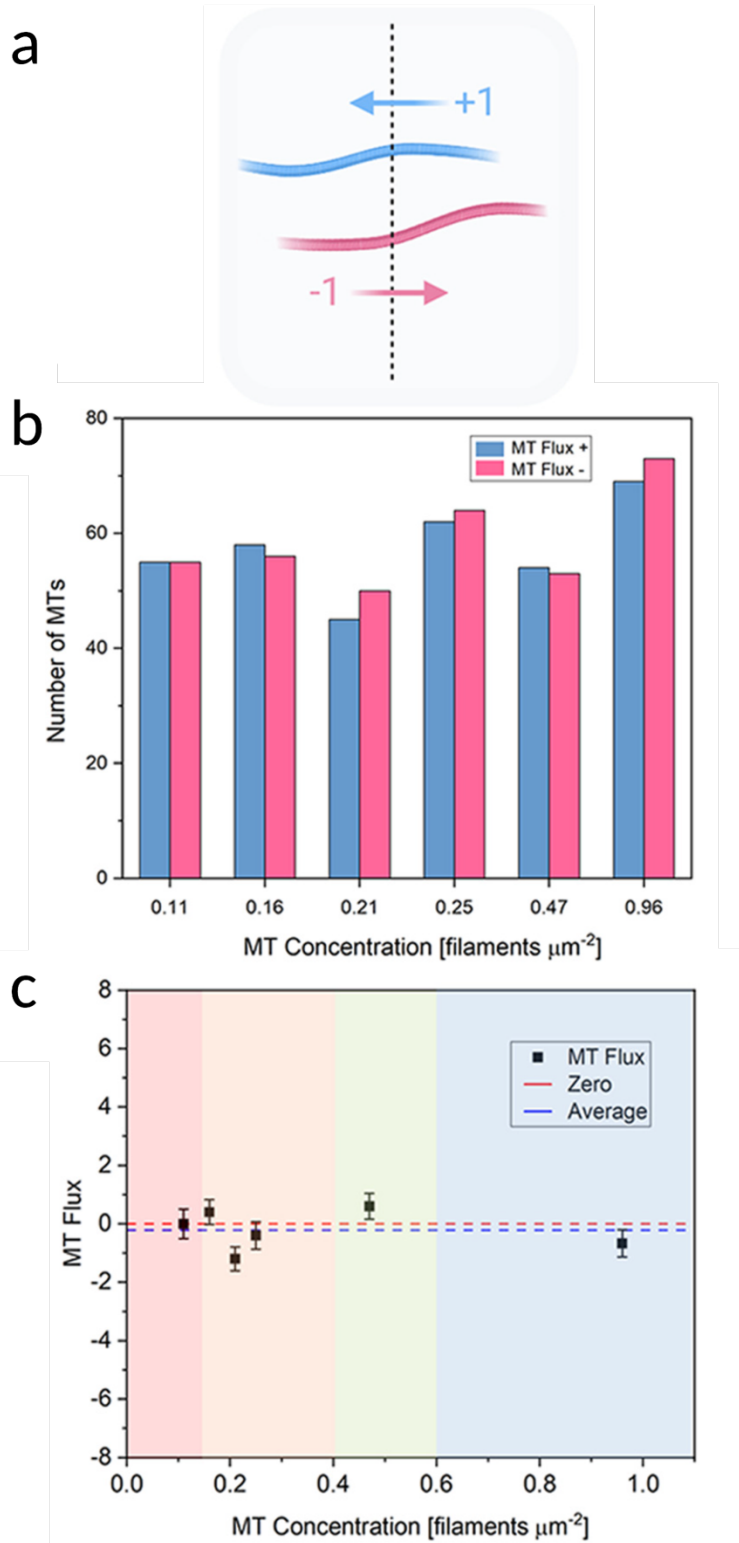 a
+1
-1
b
80
60
40
20
0
Number of MTs
MT Flux +
MT Flux -
0.11 0.16 0.21 0.25 0.47 0.96
MT Concentration [filaments μm⁻²]
c
8
6
4
2
0
-2
-4
-6
-8
MT Flux
MT Flux
Zero
Average
0.0 0.2 0.4 0.6 0.8 1.0
MT Concentration [filaments μm⁻²]